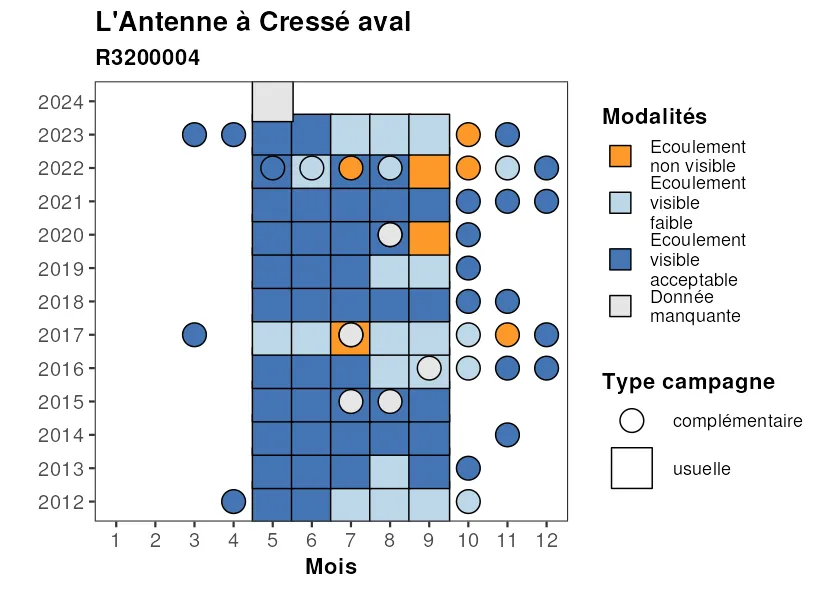 L'Antenne à Cressé aval
R3200004
2024
2023
2022
2021
2020
2019
2018
2017
2016
2015
2014
2013
2012
1 2 3 4 5 6 7 8 9 10 11 12
Mois
Modalités
Ecoulement
non visible
Ecoulement
visible
faible
Ecoulement
visible
acceptable
Donnée
manquante
Type campagne
complémentaire
usuelle